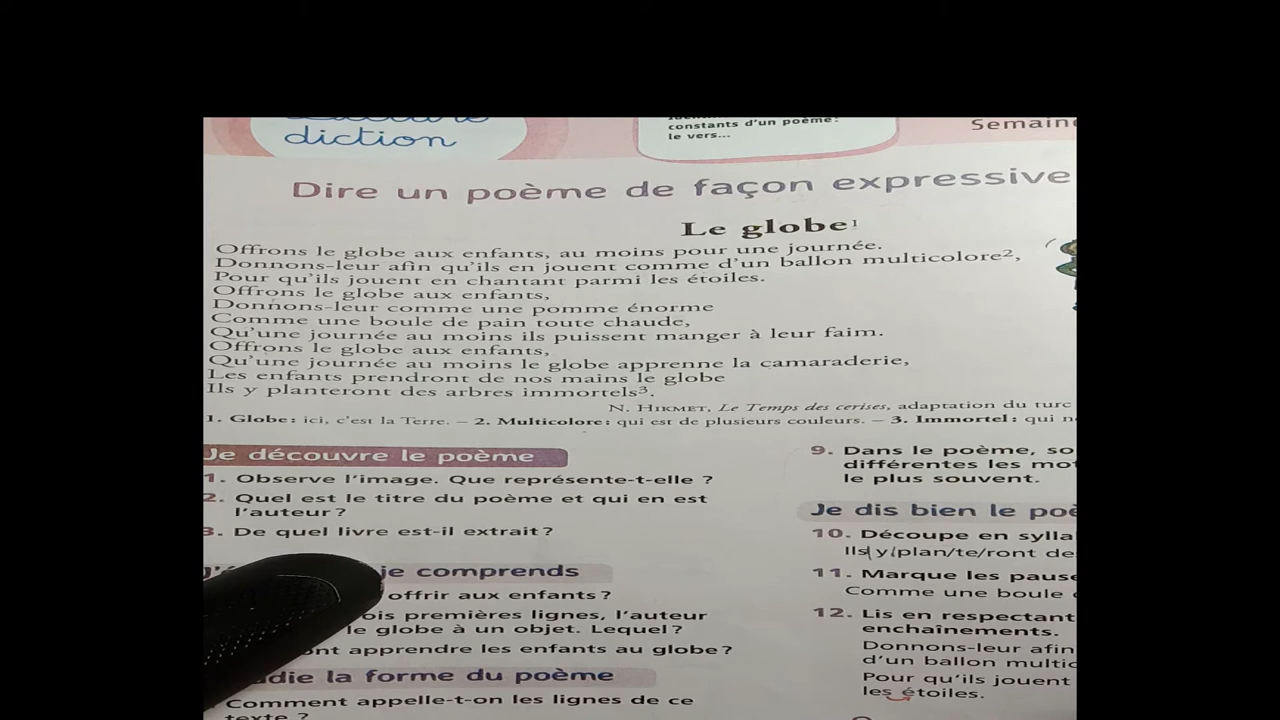 diction
constants d'un poème:
le vers...
Semain
Dire un poème de façon expressive
Le globe¹
Offrons le globe aux enfants, au moins pour une journée.
Donnons-leur afin qu'ils en jouent comme d'un ballon multicolore²,
Pour qu'ils jouent en chantant parmi les étoiles.
Offrons le globe aux enfants,
Donnons-leur comme une pomme énorme
Comme une boule de pain toute chaude,
Qu'une journée au moins ils puissent manger à leur faim.
Offrons le globe aux enfants,
Qu'une journée au moins le globe apprenne la camaraderie,
Les enfants prendront de nos mains le globe
Ils y planteront des arbres immortels³.
N. HIKMET, Le Temps des cerises, adaptation du turc
1. Globe: ici, c'est la Terre. – 2. Multicolore: qui est de plusieurs couleurs. – 3. Immortel: qui n
Je découvre le poème
1. Observe l'image. Que représente-t-elle ?
2. Quel est le titre du poème et qui en est
l'auteur ?
3. De quel livre est-il extrait ?
je comprends
offrir aux enfants ?
ois premières lignes, l'auteur
le globe à un objet. Lequel ?
ont apprendre les enfants au globe ?
udie la forme du poème
Comment appelle-t-on les lignes de ce
texte ?
9. Dans le poème, so
différentes les mo
le plus souvent.
Je dis bien le poè
10. Découpe en sylla
Ils/y/plan/te/ront de
11. Marque les pause
Comme une boule
12. Lis en respectant
enchaînements.
Donnons-leur afin
d'un ballon multic
Pour qu'ils jouent
les étoiles.